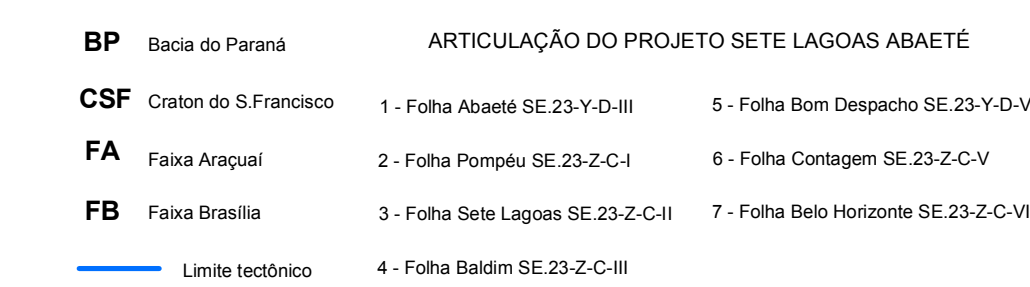 BP Bacia do Paraná
CSF Craton do S.Francisco
FA Faixa Araçuaí
FB Faixa Brasília
Limite tectônico
ARTICULAÇÃO DO PROJETO SETE LAGOAS ABAETÉ
1 - Folha Abaeté SE.23-Y-D-III
2 - Folha Pompéu SE.23-Z-C-I
3 - Folha Sete Lagoas SE.23-Z-C-II
4 - Folha Baldim SE.23-Z-C-III
5 - Folha Bom Despacho SE.23-Y-D-V
6 - Folha Contagem SE.23-Z-C-V
7 - Folha Belo Horizonte SE.23-Z-C-VI